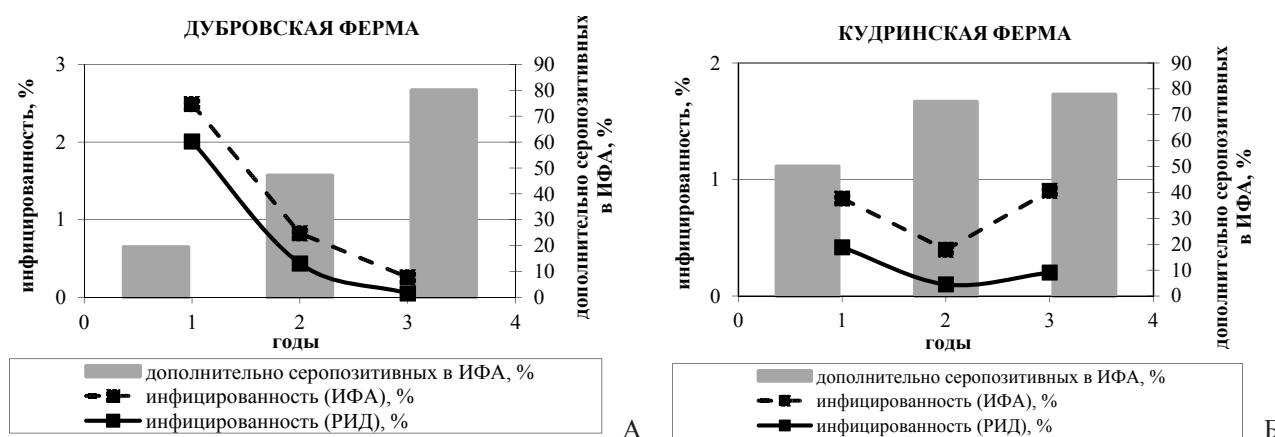 ДУБРОВСКАЯ ФЕРМА
инфицированность, %
3
2
1
0
90
80
70
60
50
40
30
20
10
0
дополнительно серопозитивных
в ИФА, %
0 1 2 3 4
годы
дополнительно серопозитивных в ИФА, %
инфицированность (ИФА), %
инфицированность (РИД), %
А
КУДРИНСКАЯ ФЕРМА
инфицированность, %
2
1
0
90
80
70
60
50
40
30
20
10
0
дополнительно серопозитивных
в ИФА, %
0 1 2 3 4
годы
дополнительно серопозитивных в ИФА, %
инфицированность (ИФА), %
инфицированность (РИД), %
Б